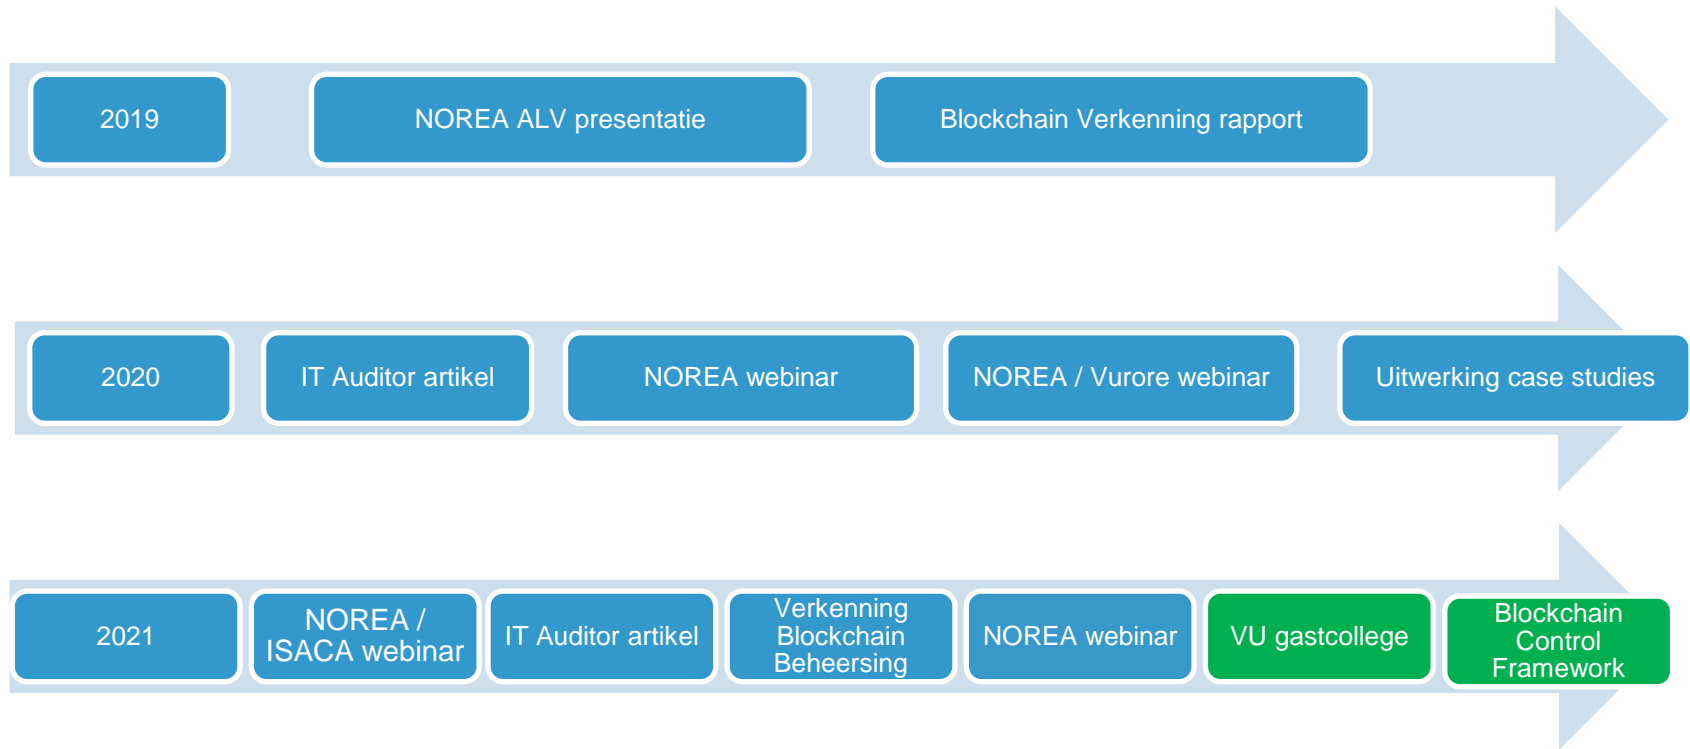 2019
NOREA ALV presentatie
Blockchain Verkenning rapport
2020
IT Auditor artikel
NOREA webinar
NOREA / Vurore webinar
Uitwerking case studies
2021
NOREA /
ISACA webinar
IT Auditor artikel
Verkenning
Blockchain
Beheersing
NOREA webinar
VU gastcollege
Blockchain
Control
Framework